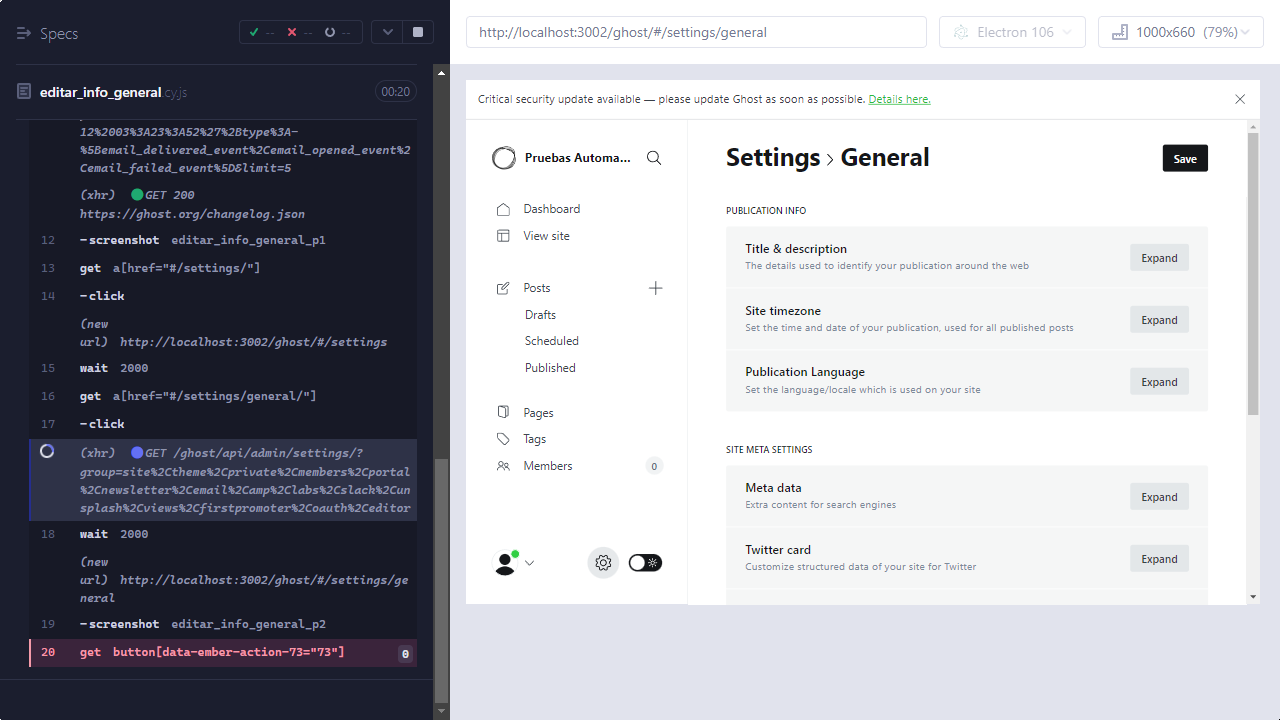 Specs
-- -- --
http://localhost:3002/ghost/#/settings/general
Electron 106
1000x660 (79%)
editar_info_general.cy.js
00:20
12%2003%3A23%3A52%27%2Btype%3A-
%5Bemail_delivered_event%2Cemail_opened_event%2
Cemail_failed_event%5D&limit=5
(xhr) GET 200
https://ghost.org/changelog.json
12 -screenshot editar_info_general_p1
13 get a[href="#/settings/"]
14 -click
(new
url) http://localhost:3002/ghost/#/settings
15 wait 2000
16 get a[href="#/settings/general/"]
17 -click
(xhr) GET /ghost/api/admin/settings/?
group=site%2Ctheme%2Cprivate%2Cmembers%2Cportal
%2Cnewsletter%2Cemail%2Camp%2Clabs%2Cslack%2Cun
splash%2Cviews%2Cfirstpromoter%2Coauth%2Ceditor
18 wait 2000
(new
url) http://localhost:3002/ghost/#/settings/ge
neral
19 -screenshot editar_info_general_p2
20 get button[data-ember-action-73="73"] 0
Critical security update available — please update Ghost as soon as possible. Details here.
Pruebas Automa...
Dashboard
View site
Posts
Drafts
Scheduled
Published
Pages
Tags
Members 0
Settings › General
Save
PUBLICATION INFO
Title & description
The details used to identify your publication around the web
Expand
Site timezone
Set the time and date of your publication, used for all published posts
Expand
Publication Language
Set the language/locale which is used on your site
Expand
SITE META SETTINGS
Meta data
Extra content for search engines
Expand
Twitter card
Customize structured data of your site for Twitter
Expand